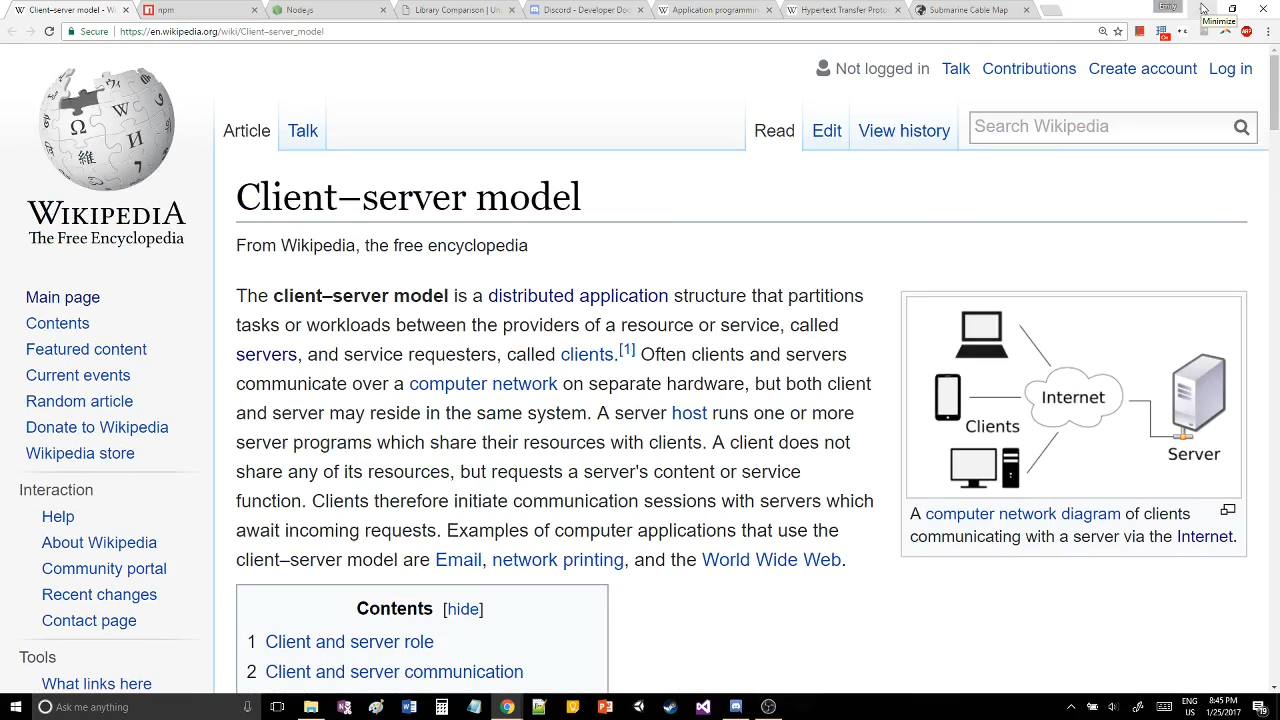 Client–server model - Wi
npm
Node.js
Library Comparison | Un
Discord - Developer Doc
Application programmin
Hypertext Transfer Proto
Submarine Cable Map
Emily
Minimize
Secure
https://en.wikipedia.org/wiki/Client–server_model
Not logged in Talk Contributions Create account Log in
Article Talk Read Edit View history Search Wikipedia
WIKIPEDIA
The Free Encyclopedia
Main page
Contents
Featured content
Current events
Random article
Donate to Wikipedia
Wikipedia store
Interaction
Help
About Wikipedia
Community portal
Recent changes
Contact page
Tools
What links here
Client–server model
From Wikipedia, the free encyclopedia
The client–server model is a distributed application structure that partitions
tasks or workloads between the providers of a resource or service, called
servers, and service requesters, called clients.[1] Often clients and servers
communicate over a computer network on separate hardware, but both client
and server may reside in the same system. A server host runs one or more
server programs which share their resources with clients. A client does not
share any of its resources, but requests a server's content or service
function. Clients therefore initiate communication sessions with servers which
await incoming requests. Examples of computer applications that use the
client–server model are Email, network printing, and the World Wide Web.
Internet
Clients
Server
A computer network diagram of clients
communicating with a server via the Internet.
Contents [hide]
1 Client and server role
2 Client and server communication
Ask me anything
ENG
US
8:45 PM
1/25/2017